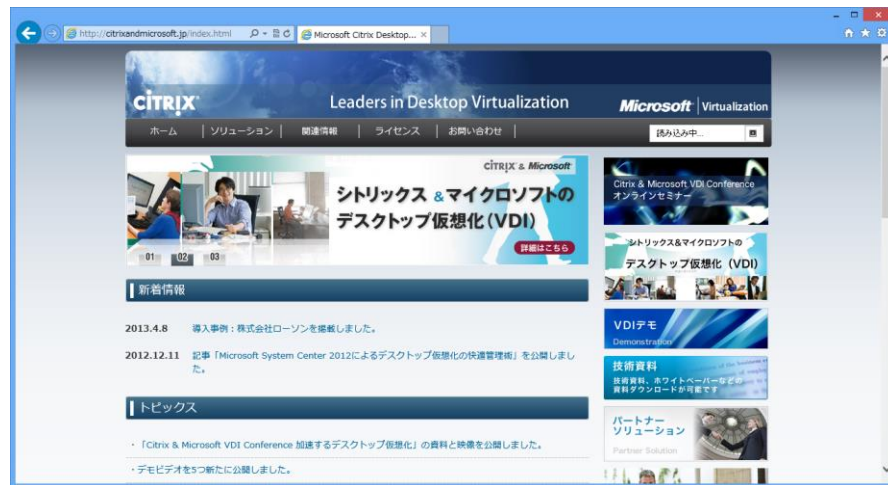 http://citrixandmicrosoft.jp/index.html
Microsoft Citrix Desktop...
CITRIX
Leaders in Desktop Virtualization
Microsoft | Virtualization
ホーム
ソリューション
関連情報
ライセンス
お問い合わせ
読み込み中...
CITRIX & Microsoft
シトリックス & マイクロソフトの
デスクトップ仮想化(VDI)
詳細はこちら
01 02 03
Citrix & Microsoft VDI Conference
オンラインセミナー
シトリックス&マイクロソフトの
デスクトップ仮想化 (VDI)
新着情報
2013.4.8 導入事例:株式会社ローソンを掲載しました。
2012.12.11 記事「Microsoft System Center 2012によるデスクトップ仮想化の快適管理術」を公開しまし
た。
VDIデモ
Demonstration
技術資料
技術資料、ホワイトペーパーなどの
資料ダウンロードが可能です
トピックス
・「Citrix & Microsoft VDI Conference 加速するデスクトップ仮想化」の資料と映像を公開しました。
・デモビデオを5つ新たに公開しました。
パートナー
ソリューション
Partner Solution